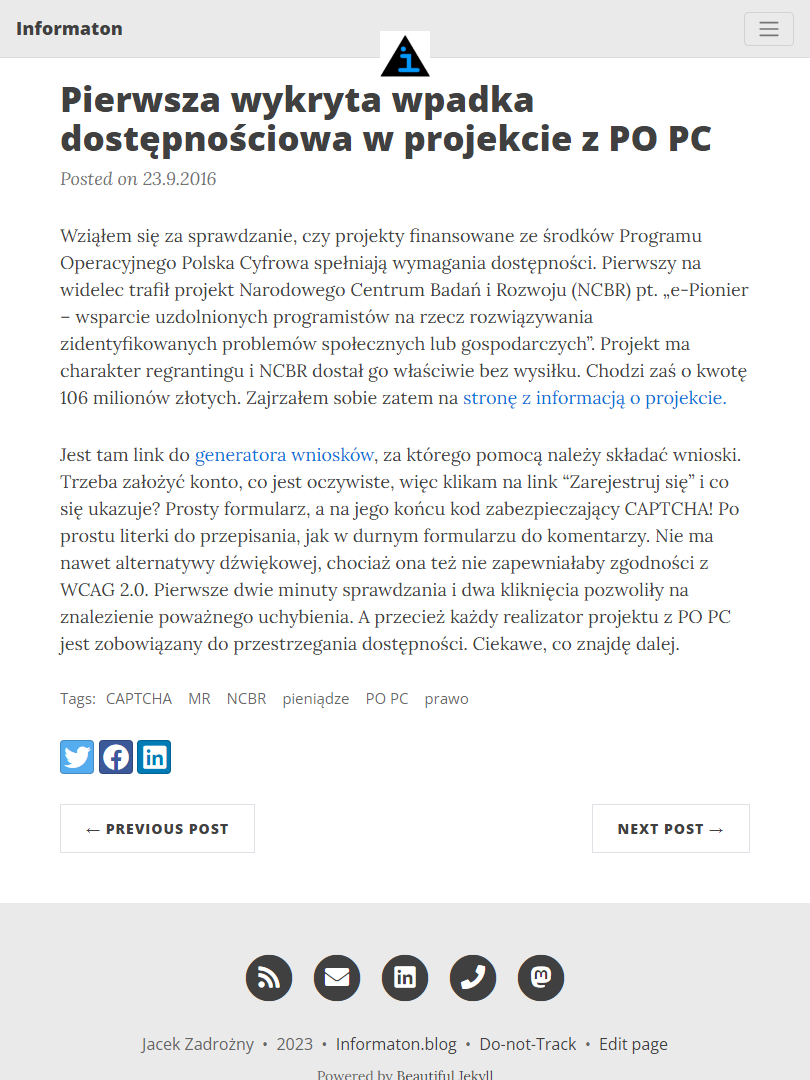 Informaton
Pierwsza wykryta wpadka
dostępnościowa w projekcie z PO PC
Posted on 23.9.2016
Wziąłem się za sprawdzanie, czy projekty finansowane ze środków Programu
Operacyjnego Polska Cyfrowa spełniają wymagania dostępności. Pierwszy na
widelec trafił projekt Narodowego Centrum Badań i Rozwoju (NCBR) pt. „e-Pionier
– wsparcie uzdolnionych programistów na rzecz rozwiązywania
zidentyfikowanych problemów społecznych lub gospodarczych”. Projekt ma
charakter regrantingu i NCBR dostał go właściwie bez wysiłku. Chodzi zaś o kwotę
106 milionów złotych. Zajrzałem sobie zatem na stronę z informacją o projekcie.
Jest tam link do generatora wniosków, za którego pomocą należy składać wnioski.
Trzeba założyć konto, co jest oczywiste, więc klikam na link “Zarejestruj się” i co
się ukazuje? Prosty formularz, a na jego końcu kod zabezpieczający CAPTCHA! Po
prostu literki do przepisania, jak w durnym formularzu do komentarzy. Nie ma
nawet alternatywy dźwiękowej, chociaż ona też nie zapewniałaby zgodności z
WCAG 2.0. Pierwsze dwie minuty sprawdzania i dwa kliknięcia pozwoliły na
znalezienie poważnego uchybienia. A przecież każdy realizator projektu z PO PC
jest zobowiązany do przestrzegania dostępności. Ciekawe, co znajdę dalej.
Tags: CAPTCHA MR NCBR pieniądze PO PC prawo
← PREVIOUS POST
NEXT POST →
Jacek Zadrożny • 2023 • Informaton.blog • Do-not-Track • Edit page
Powered by Beautiful Jekyll